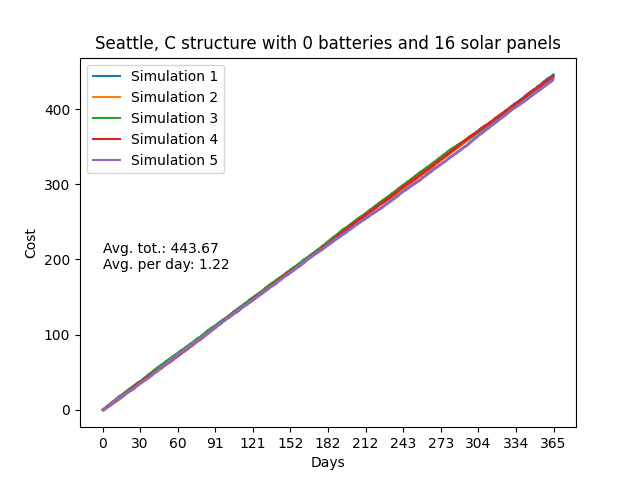 Seattle, C structure with 0 batteries and 16 solar panels
Simulation 1
Simulation 2
Simulation 3
Simulation 4
Simulation 5
400
300
200
100
0
Cost
Avg. tot.: 443.67
Avg. per day: 1.22
0 30 60 91 121 152 182 212 243 273 304 334 365
Days